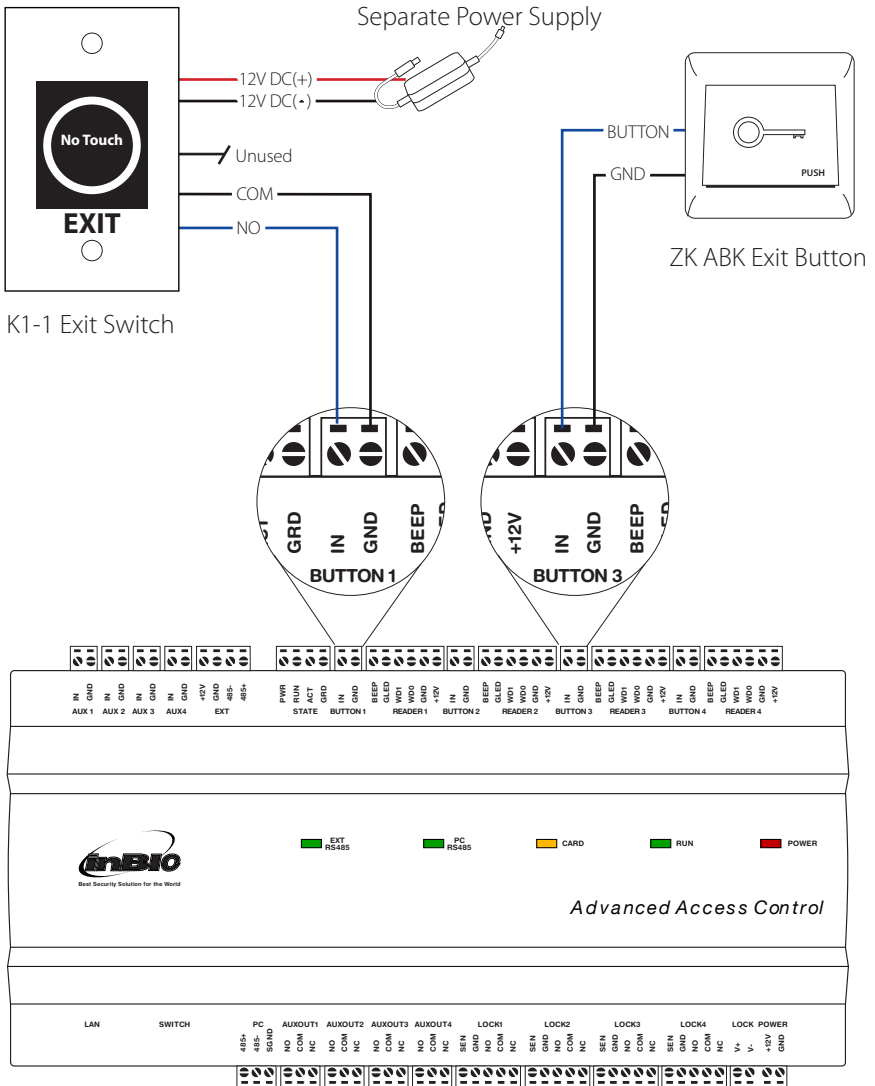 Separate Power Supply
12V DC(+)
12V DC(-)
No Touch
EXIT
Unused
COM
NO
K1-1 Exit Switch
BUTTON
GND
PUSH
ZK ABK Exit Button
GRD IN GND BEEP
BUTTON 1
+12V IN GND BEEP
BUTTON 3
IN GND IN GND IN GND IN GND +12V GND 485- 485+ PWR RUN ACT GRD IN GND BEEP GLED WD1 WD0 GND +12V IN GND BEEP GLED WD1 WD0 GND +12V IN GND BEEP GLED WD1 WD0 GND +12V IN GND BEEP GLED WD1 WD0 GND +12V
AUX 1 AUX 2 AUX 3 AUX4 EXT STATE BUTTON1 READER 1 BUTTON 2 READER 2 BUTTON 3 READER 3 BUTTON 4 READER 4
EXT RS485
PC RS485
CARD
RUN
POWER
inBIO
Best Security Solution for the World
Advanced Access Control
LAN SWITCH PC AUXOUT1 AUXOUT2 AUXOUT3 AUXOUT4 LOCK1 LOCK2 LOCK3 LOCK4 LOCK POWER
485+ 485- SGND NO COM NC NO COM NC NO COM NC NO COM NC SEN GND NO COM NC SEN GND NO COM NC SEN GND NO COM NC SEN GND NO COM NC V+ V- +12V GND